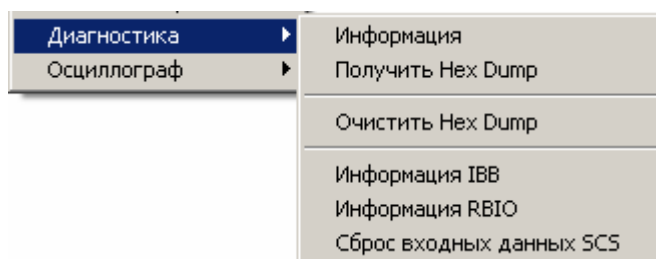 Диагностика
Осциллограф
Информация
Получить Hex Dump
Очистить Hex Dump
Информация IBB
Информация RBIO
Сброс входных данных SCS